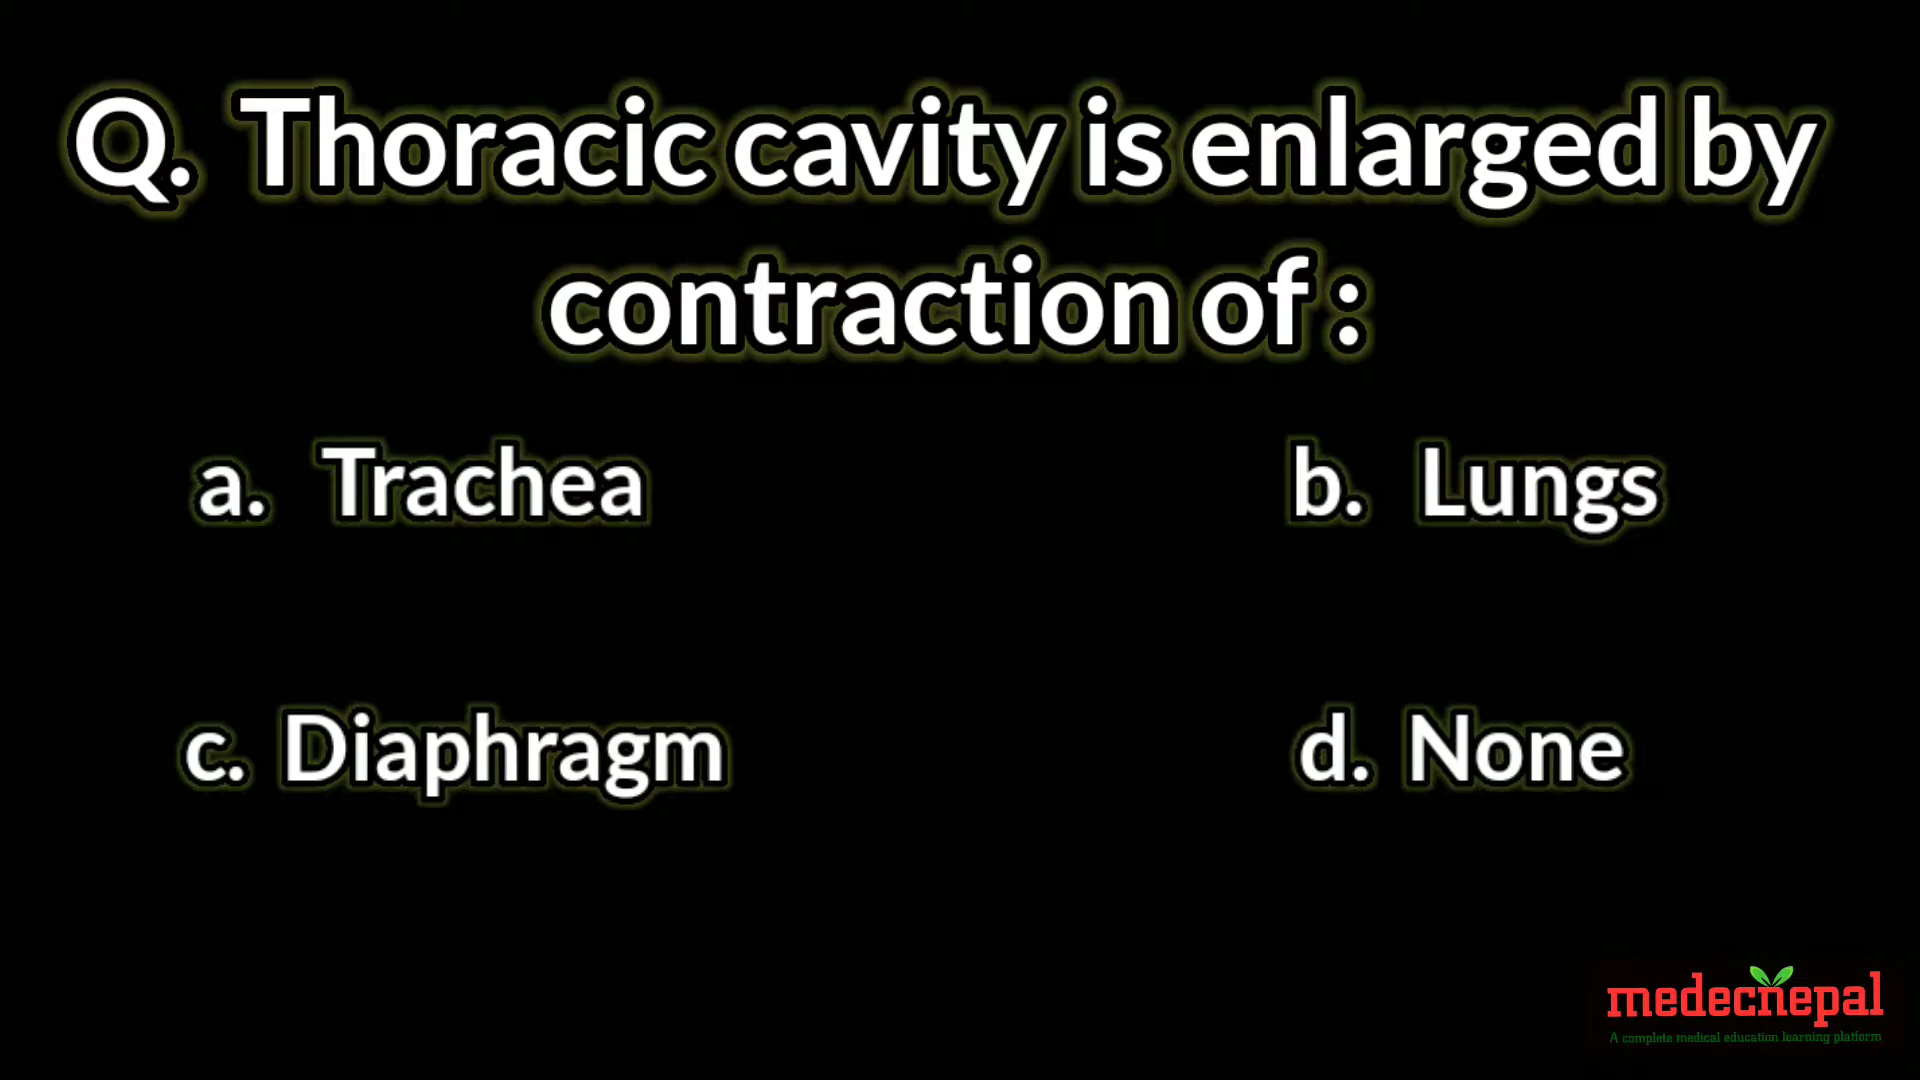 Q. Thoracic cavity is enlarged by
contraction of :
a. Trachea
b. Lungs
c. Diaphragm
d. None
medecnepal
A complete medical education learning platform